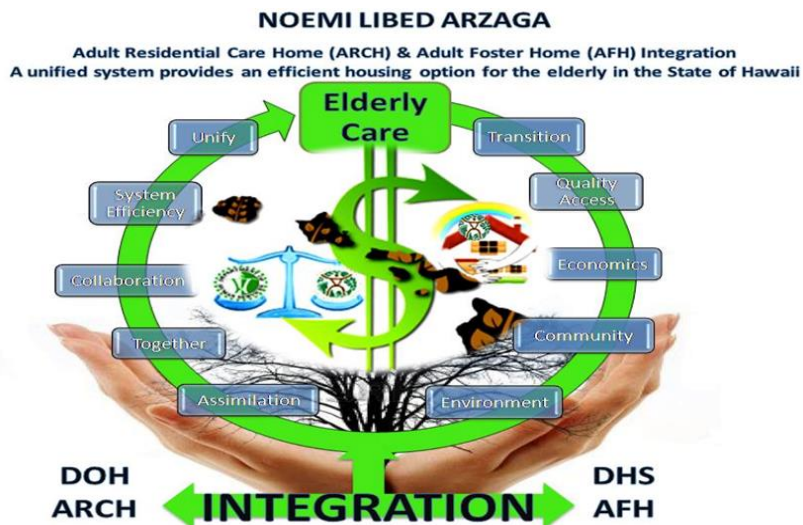 NOEMI LIBED ARZAGA
Adult Residential Care Home (ARCH) & Adult Foster Home (AFH) Integration
A unified system provides an efficient housing option for the elderly in the State of Hawaii
Elderly
Care
Unify
Transition
System
Efficiency
Quality
Access
Collaboration
Economics
Together
Community
Assimilation
Environment
DOH
ARCH
INTEGRATION
DHS
AFH